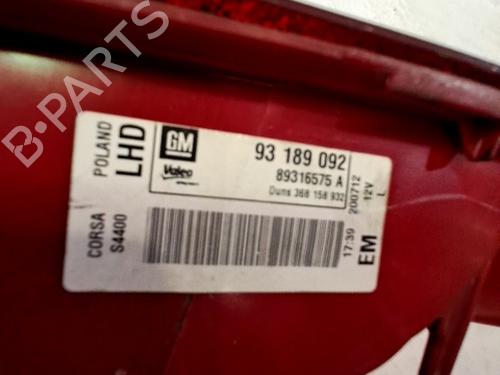 POLAND
LHD
GM
Valeo
93 189 092
89316575 A
Duns 368 158 932
CORSA
S4400
17:39
200712
12V
L
EM
B-PARTS